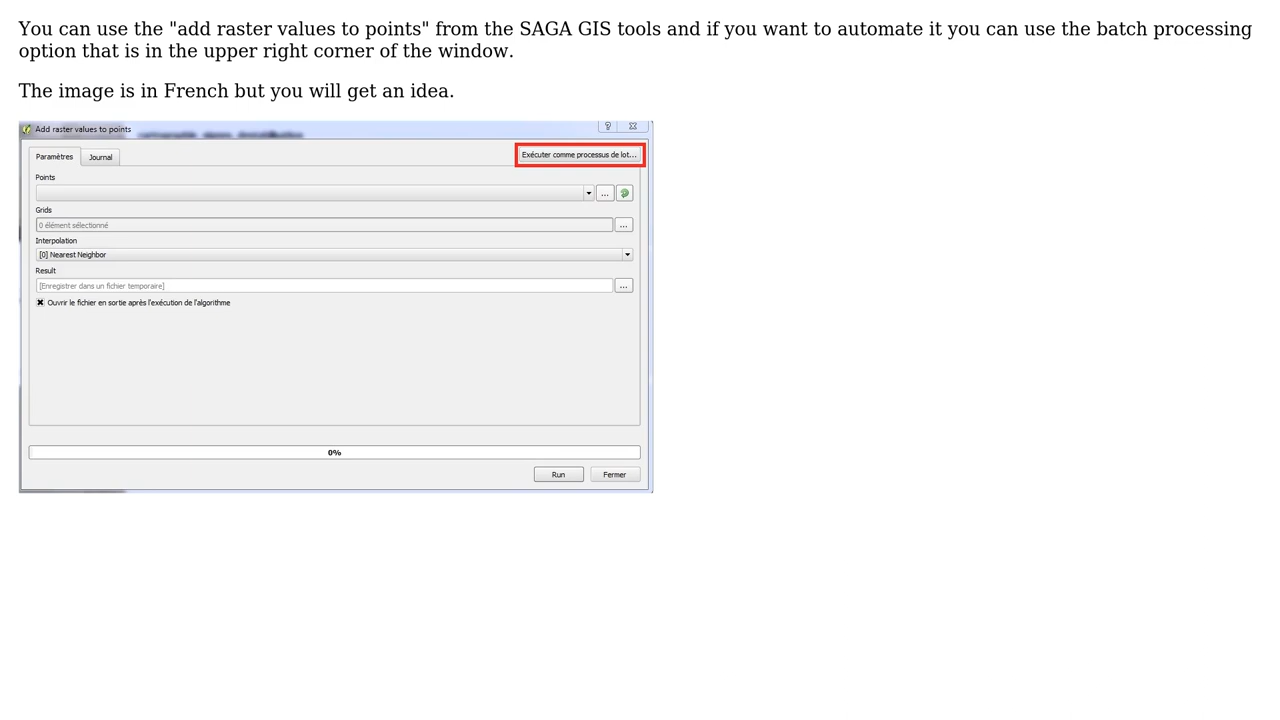 You can use the "add raster values to points" from the SAGA GIS tools and if you want to automate it you can use the batch processing
option that is in the upper right corner of the window.
The image is in French but you will get an idea.
Add raster values to points
?
Paramètres
Journal
Exécuter comme processus de lot...
Points
...
Grids
0 élément sélectionné
...
Interpolation
[0] Nearest Neighbor
Result
[Enregistrer dans un fichier temporaire]
...
Ouvrir le fichier en sortie après l'exécution de l'algorithme
0%
Run
Fermer